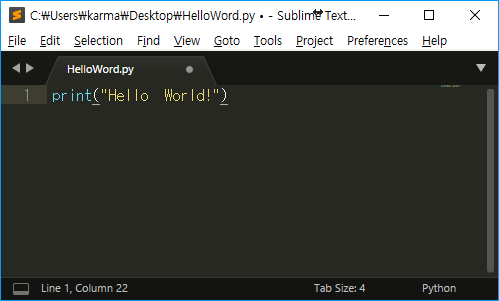 C:₩Users₩karma₩Desktop₩HelloWord.py • - Sublime Text...
File Edit Selection Find View Goto Tools Project Preferences Help
HelloWord.py
1 print("Hello  World!")
Line 1, Column 22 Tab Size: 4 Python